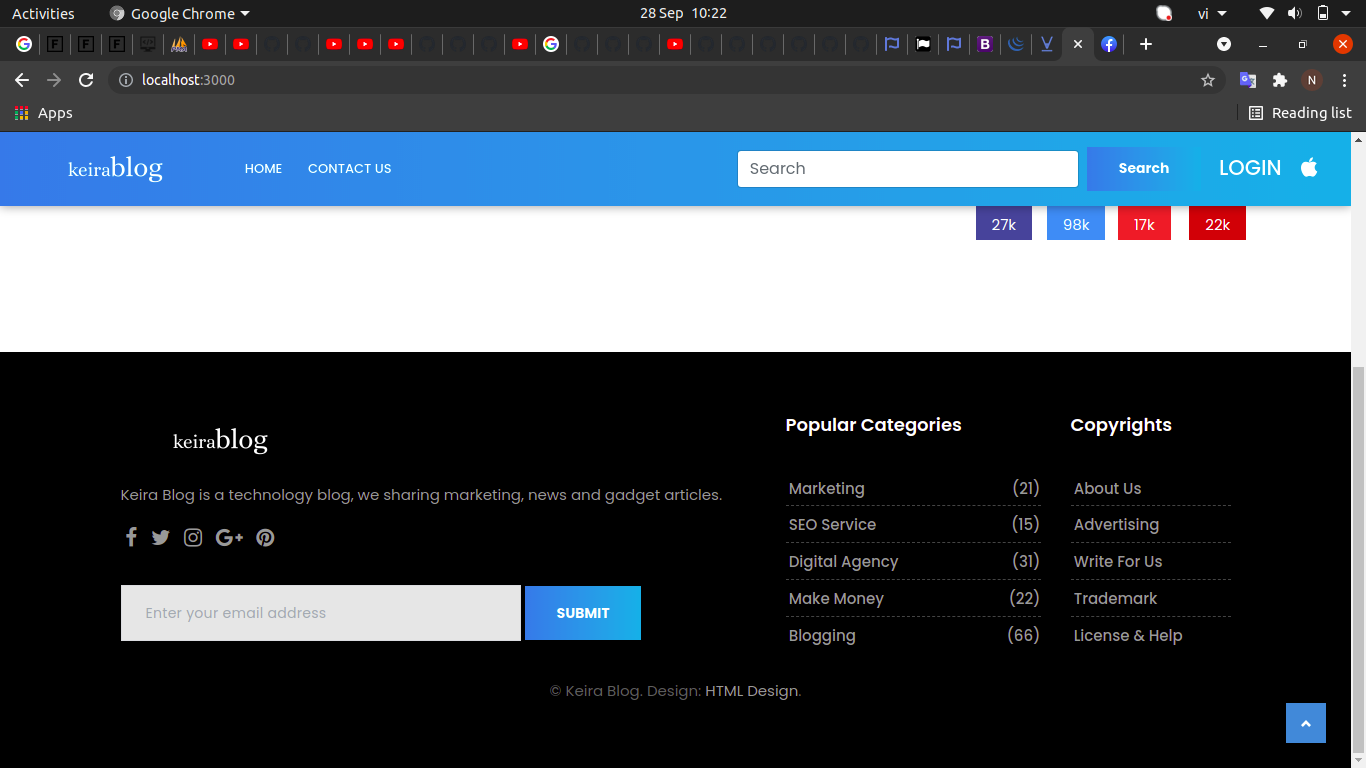 Activities Google Chrome 28 Sep 10:22 vi
localhost:3000 N
Apps Reading list
keirablog HOME CONTACT US Search Search LOGIN
27k 98k 17k 22k
keirablog
Keira Blog is a technology blog, we sharing marketing, news and gadget articles.
Enter your email address SUBMIT
Popular Categories
Marketing (21)
SEO Service (15)
Digital Agency (31)
Make Money (22)
Blogging (66)
Copyrights
About Us
Advertising
Write For Us
Trademark
License & Help
© Keira Blog. Design: HTML Design.